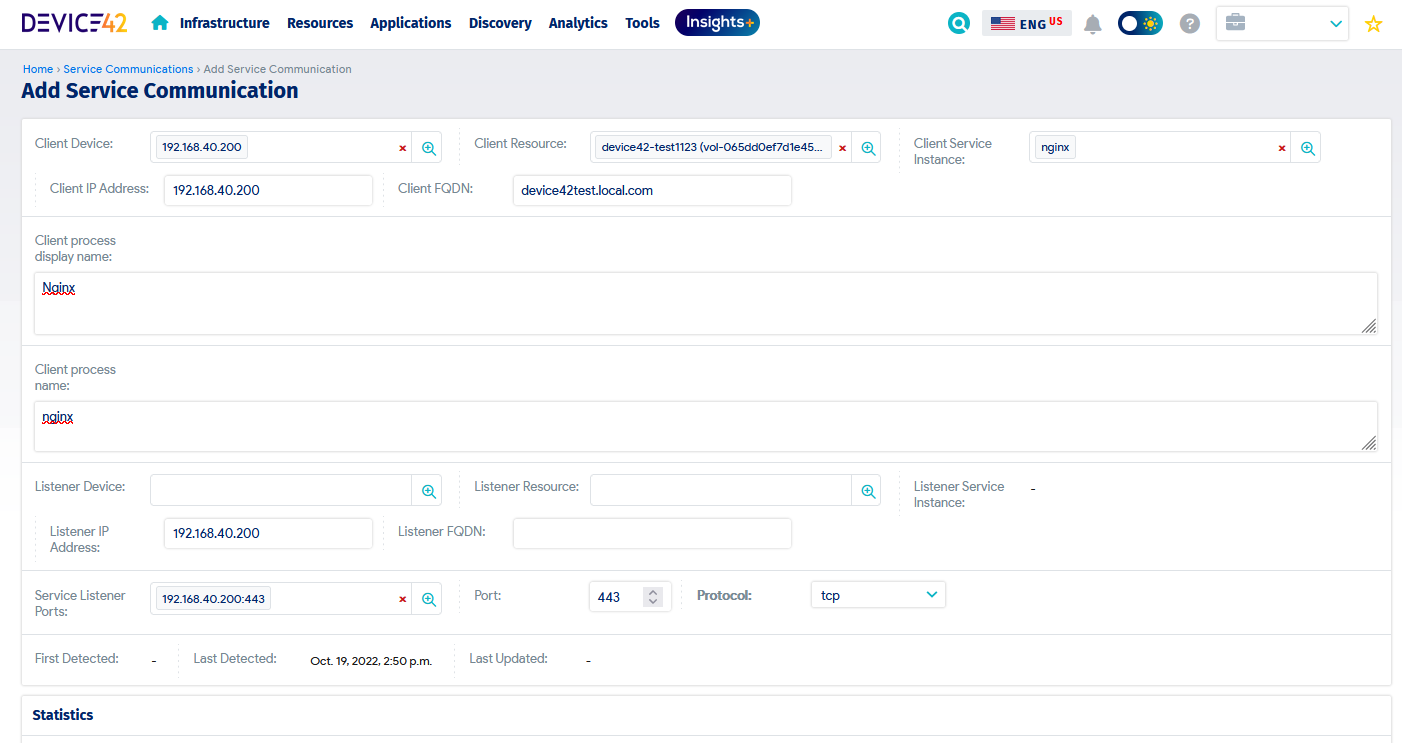 DEVICE42 Infrastructure Resources Applications Discovery Analytics Tools Insights+ ENG US ?
Home › Service Communications › Add Service Communication
Add Service Communication
Client Device: 192.168.40.200 × Client Resource: device42-test1123 (vol-065dd0ef7d1e45... × Client Service Instance: nginx ×
Client IP Address: 192.168.40.200 Client FQDN: device42test.local.com
Client process
display name:
Nginx
Client process
name:
nginx
Listener Device: Listener Resource: Listener Service Instance: -
Listener IP Address: 192.168.40.200 Listener FQDN:
Service Listener Ports: 192.168.40.200:443 × Port: 443 Protocol: tcp
First Detected: - Last Detected: Oct. 19, 2022, 2:50 p.m. Last Updated: -
Statistics